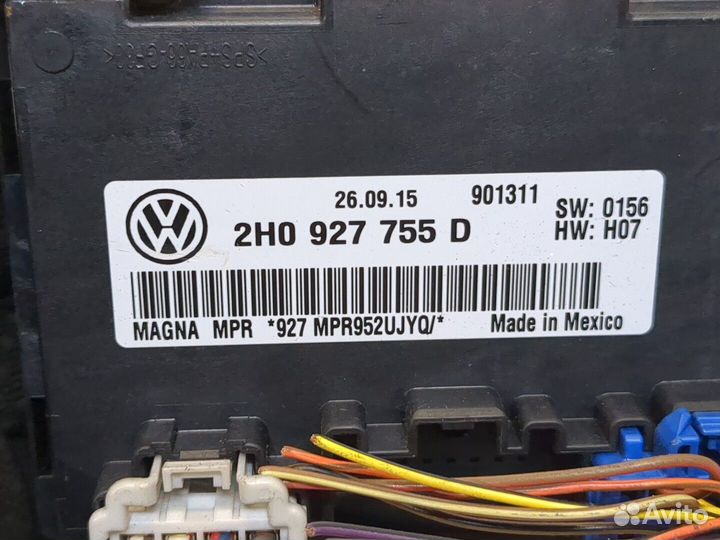 26.09.15 901311
SW: 0156
2H0 927 755 D
HW: H07
MAGNA MPR *927 MPR952UJYQ/* Made in Mexico
Avito